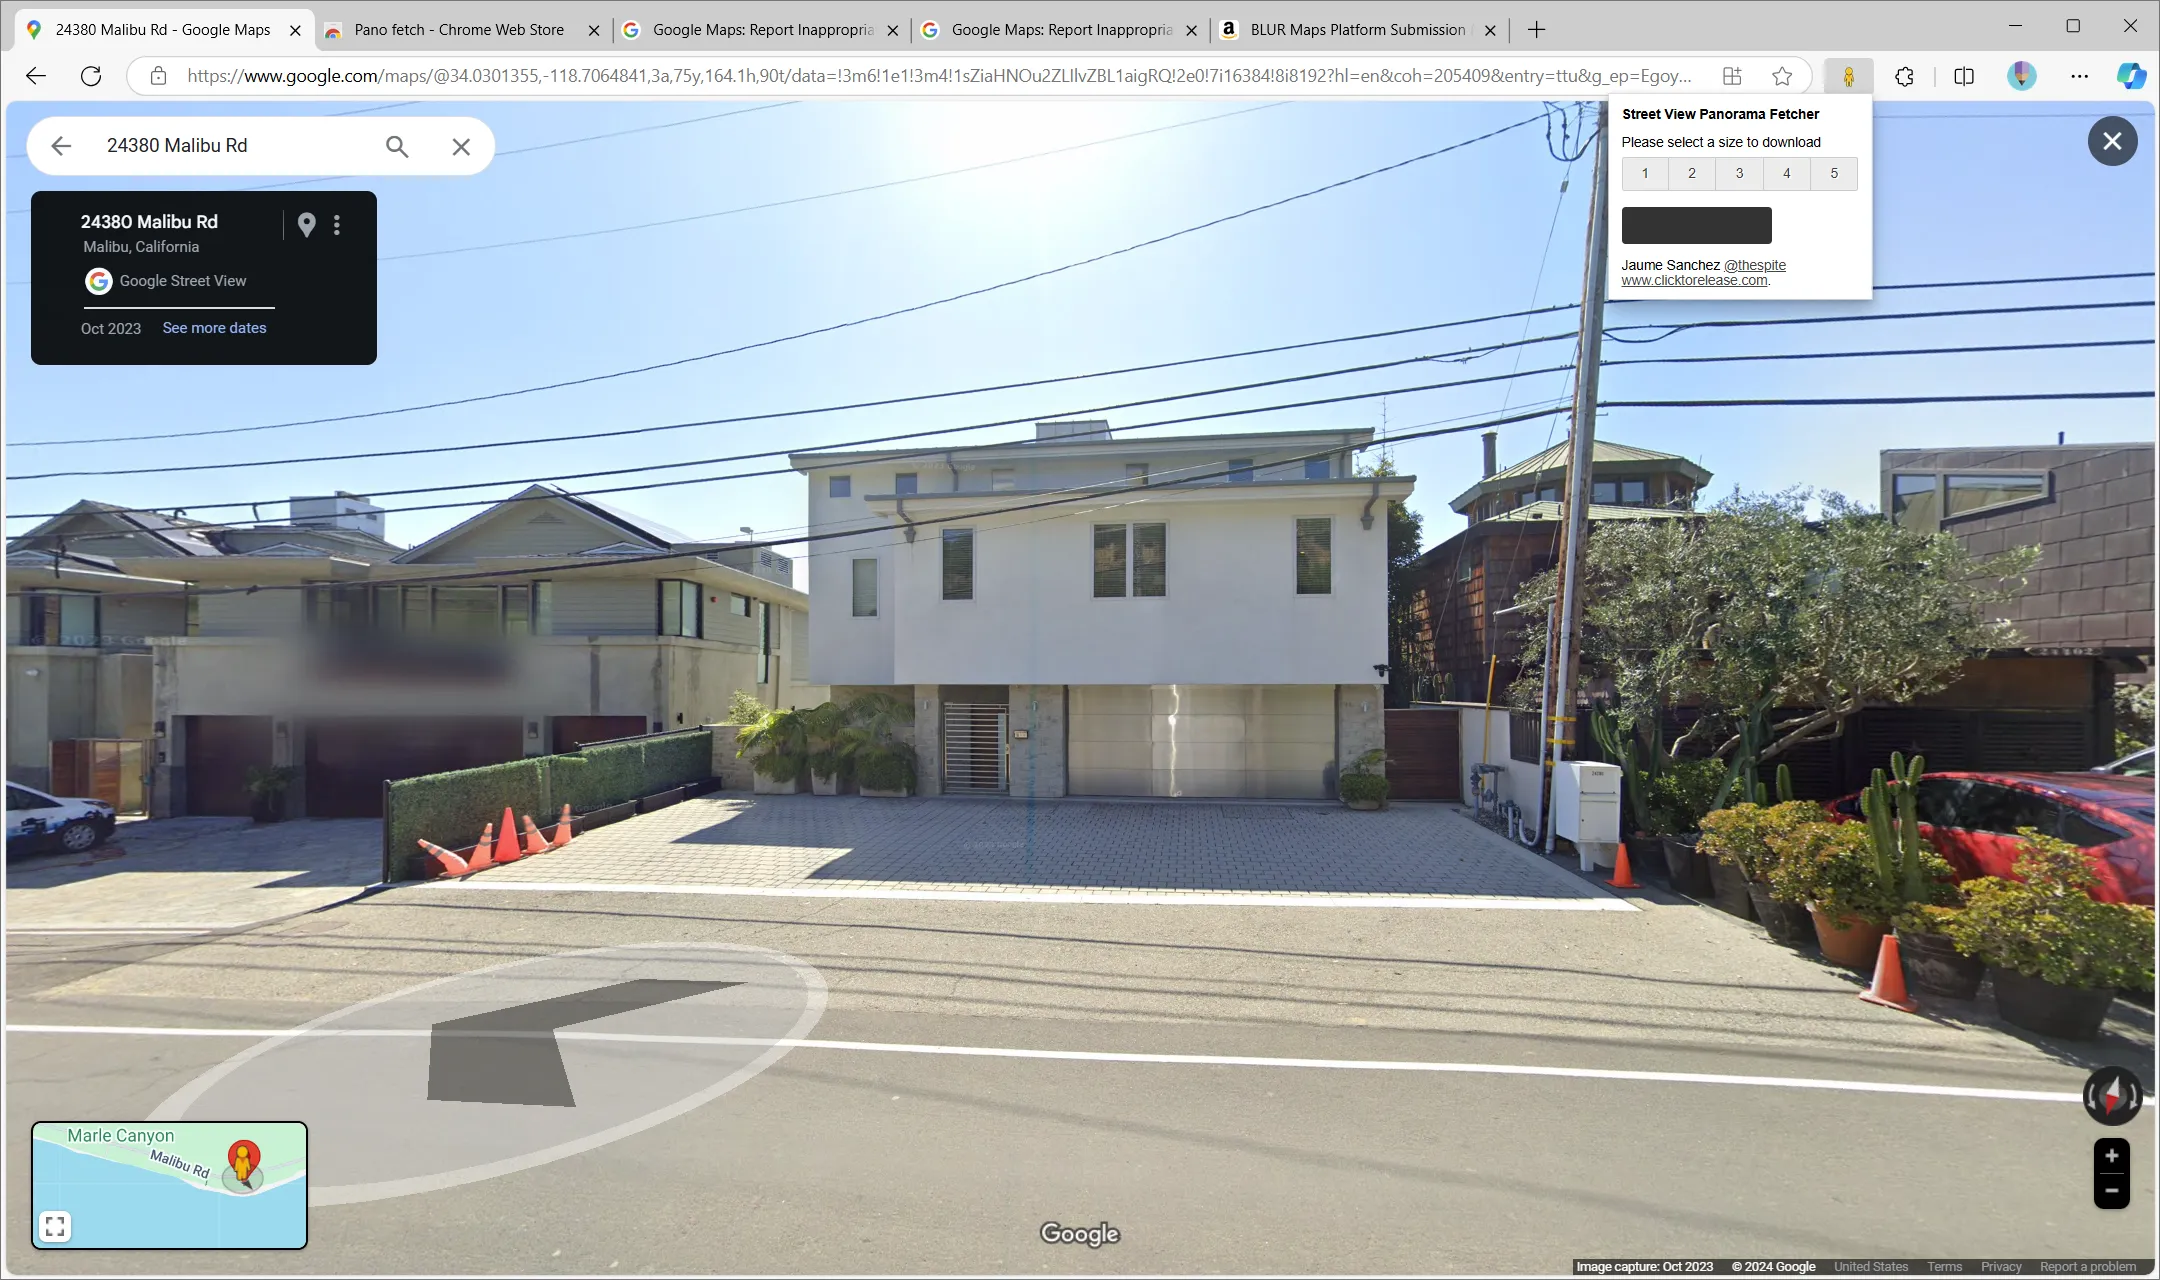 24380 Malibu Rd - Google Maps
Pano fetch - Chrome Web Store
Google Maps: Report Inappropria
Google Maps: Report Inappropria
BLUR Maps Platform Submission
https://www.google.com/maps/@34.0301355,-118.7064841,3a,75y,164.1h,90t/data=!3m6!1e1!3m4!1sZiaHNOu2ZLIlvZBL1aigRQ!2e0!7i16384!8i8192?hl=en&coh=205409&entry=ttu&g_ep=Egoy...
Street View Panorama Fetcher
Please select a size to download
1 2 3 4 5
Jaume Sanchez @thespite
www.clicktorelease.com.
24380 Malibu Rd
24380 Malibu Rd
Malibu, California
Google Street View
Oct 2023 See more dates
© 2023 Google
Marle Canyon
Malibu Rd
Google
Image capture: Oct 2023 © 2024 Google United States Terms Privacy Report a problem